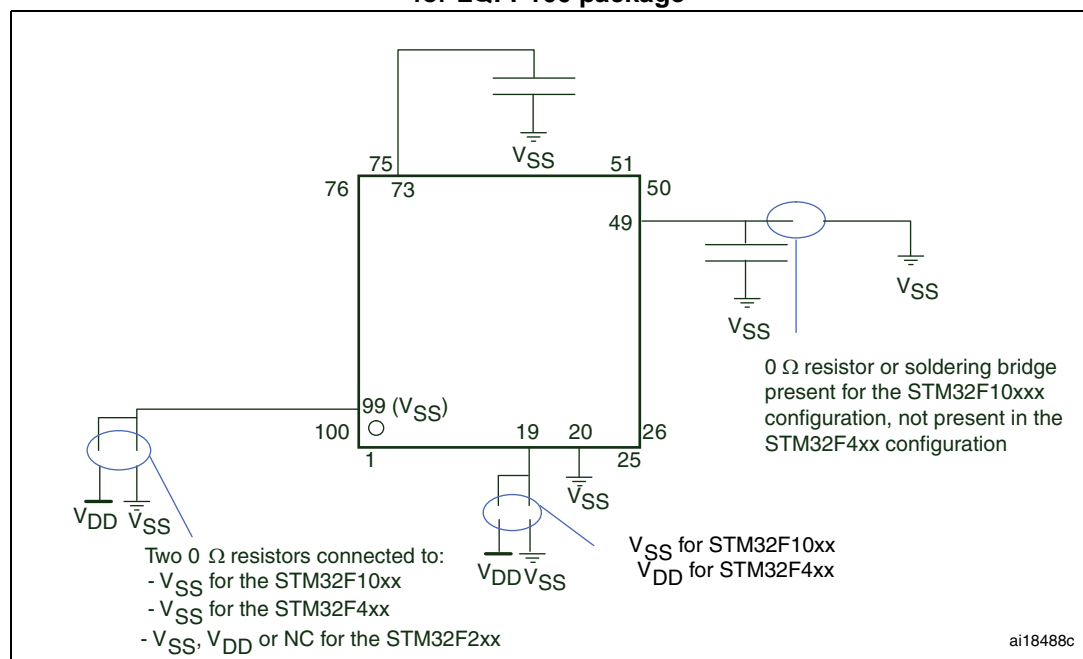 VSS
75
51
76
73
50
49
VSS
VSS
0 Ω resistor or soldering bridge
present for the STM32F10xxx
configuration, not present in the
STM32F4xx configuration
99 (VSS)
100
19
20
26
1
25
VSS
VDD
VSS
VDD VSS
VSS for STM32F10xx
VDD for STM32F4xx
Two 0 Ω resistors connected to:
- VSS for the STM32F10xx
- VSS for the STM32F4xx
- VSS, VDD or NC for the STM32F2xx
ai18488c